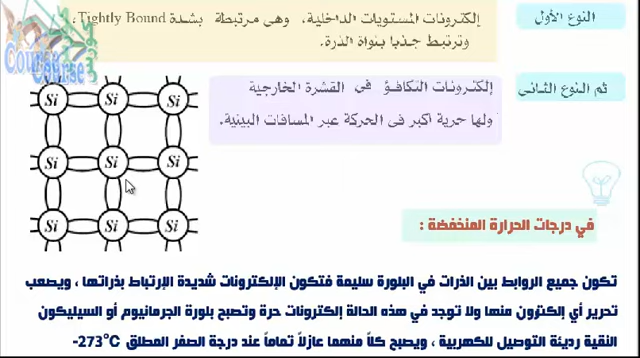 النوع الأول
إلكترونات المستويات الداخلية، وهى مرتبطة بشدة Tightly Bound،
وترتبط جذبا بنواة الذرة.
ثم النوع الثانى
إلكترونات التكافؤ فى القشرة الخارجية
ولها حرية أكبر فى الحركة عبر المسافات البينية.
Course
Si Si Si
Si Si Si
Si Si Si
في درجات الحرارة المنخفضة :
تكون جميع الروابط بين الذرات في البلورة سليمة فتكون الإلكترونات شديدة الإرتباط بذراتها ، ويصعب
تحرير أي إلكترون منها ولا توجد في هذه الحالة إلكترونات حرة وتصبح بلورة الجرمانيوم أو السيليكون
النقية رديئة التوصيل للكهربية ، ويصبح كلاً منهما عازلاً تماماً عند درجة الصفر المطلق 273°C-